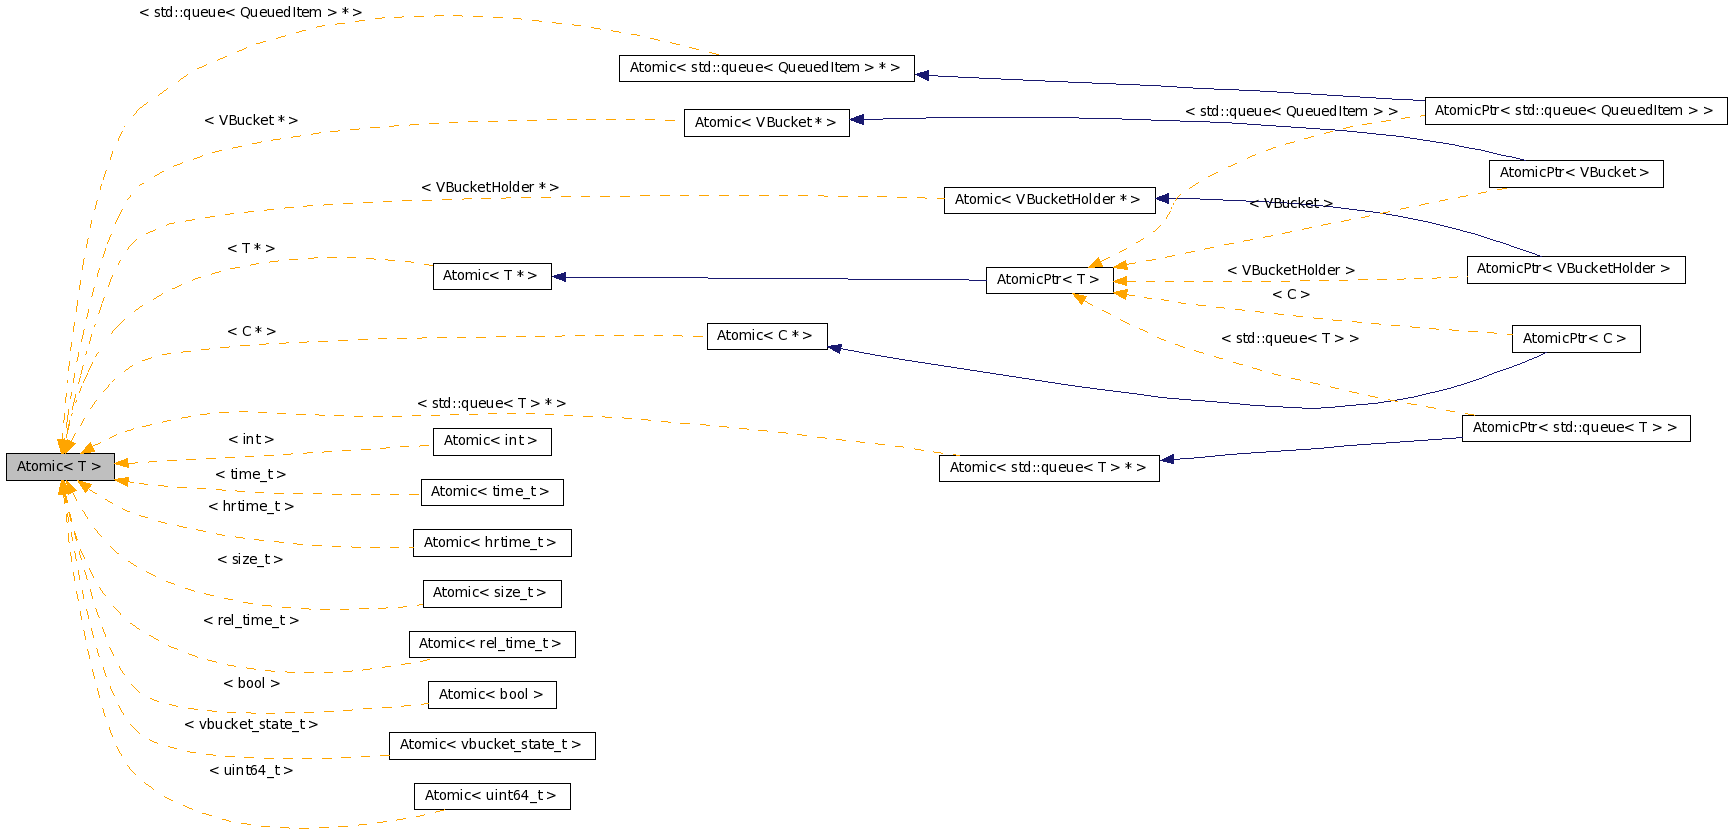 < std::queue< QueuedItem > * >
Atomic< std::queue< QueuedItem > * >
< std::queue< QueuedItem > >
AtomicPtr< std::queue< QueuedItem > >
< VBucket * >
Atomic< VBucket * >
AtomicPtr< VBucket >
< VBucketHolder * >
Atomic< VBucketHolder * >
< VBucket >
< T * >
Atomic< T * >
AtomicPtr< T >
< VBucketHolder >
AtomicPtr< VBucketHolder >
< C >
< C * >
Atomic< C * >
< std::queue< T > >
AtomicPtr< C >
< std::queue< T > * >
AtomicPtr< std::queue< T > >
< int >
Atomic< int >
Atomic< T >
Atomic< std::queue< T > * >
< time_t >
Atomic< time_t >
< hrtime_t >
Atomic< hrtime_t >
< size_t >
Atomic< size_t >
< rel_time_t >
Atomic< rel_time_t >
< bool >
Atomic< bool >
< vbucket_state_t >
Atomic< vbucket_state_t >
< uint64_t >
Atomic< uint64_t >